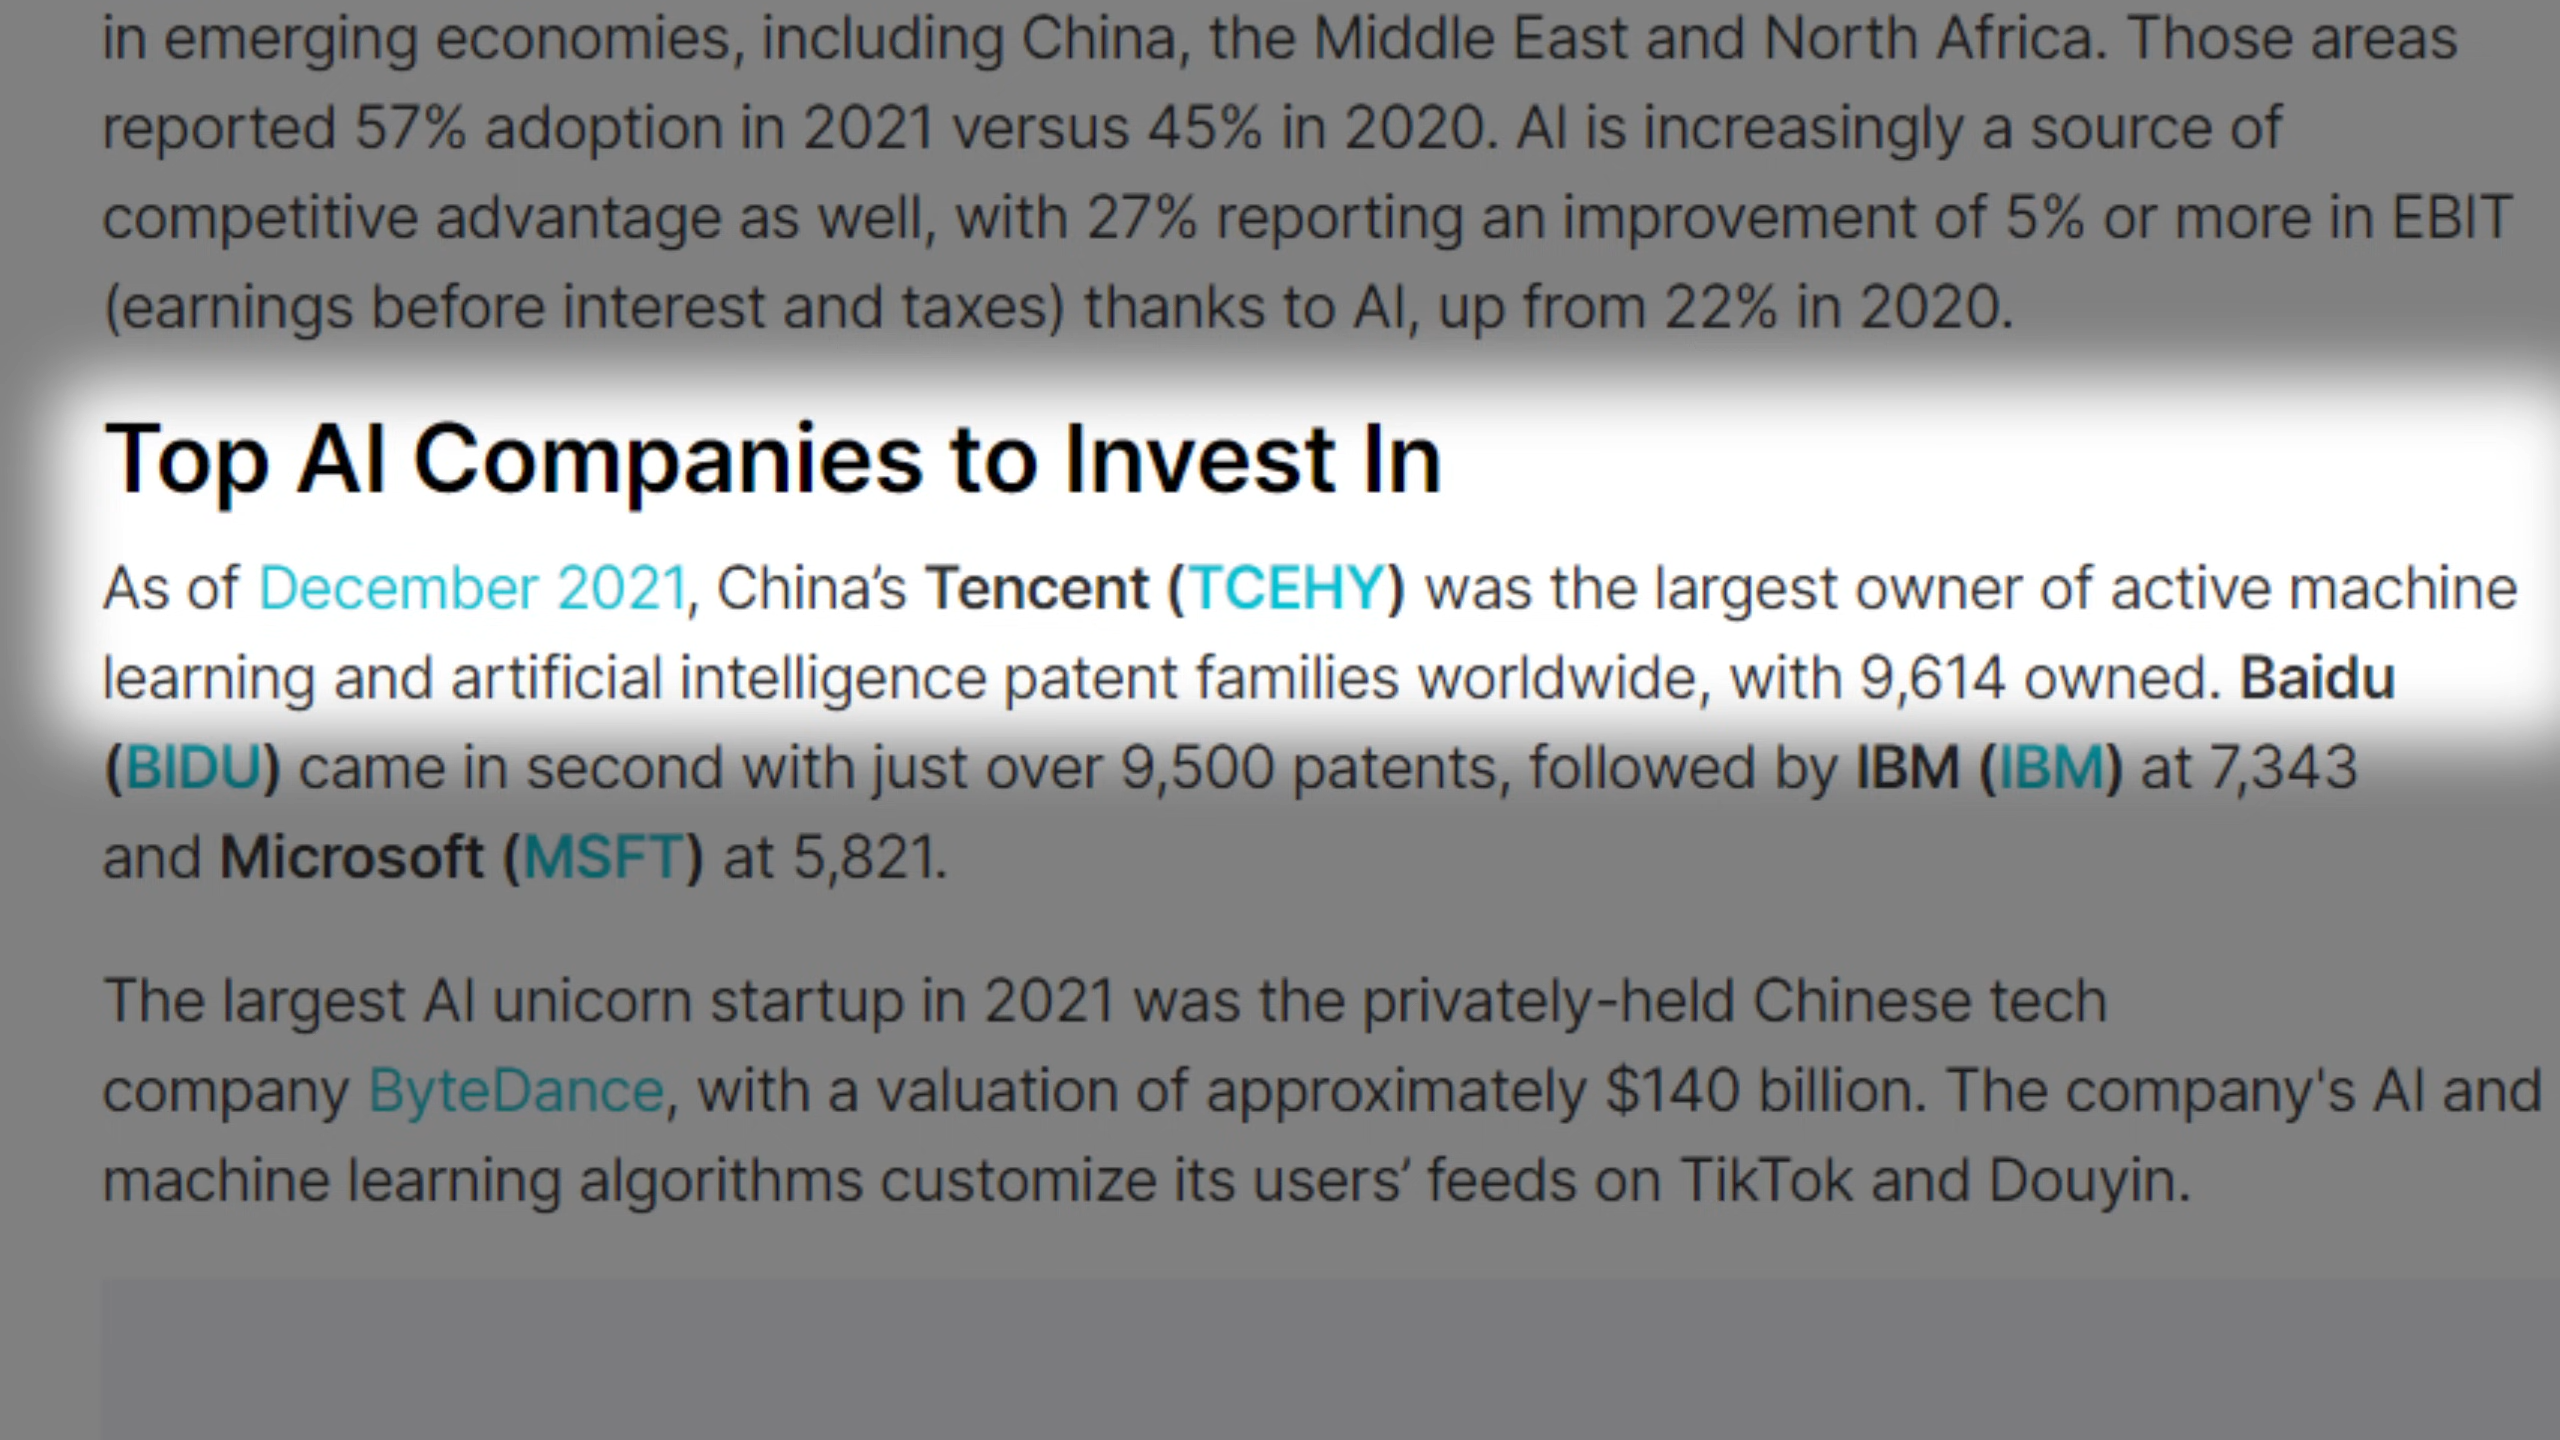 in emerging economies, including China, the Middle East and North Africa. Those areas
reported 57% adoption in 2021 versus 45% in 2020. AI is increasingly a source of
competitive advantage as well, with 27% reporting an improvement of 5% or more in EBIT
(earnings before interest and taxes) thanks to AI, up from 22% in 2020.
Top AI Companies to Invest In
As of December 2021, China’s Tencent (TCEHY) was the largest owner of active machine
learning and artificial intelligence patent families worldwide, with 9,614 owned. Baidu
(BIDU) came in second with just over 9,500 patents, followed by IBM (IBM) at 7,343
and Microsoft (MSFT) at 5,821.
The largest AI unicorn startup in 2021 was the privately-held Chinese tech
company ByteDance, with a valuation of approximately $140 billion. The company's AI and
machine learning algorithms customize its users’ feeds on TikTok and Douyin.